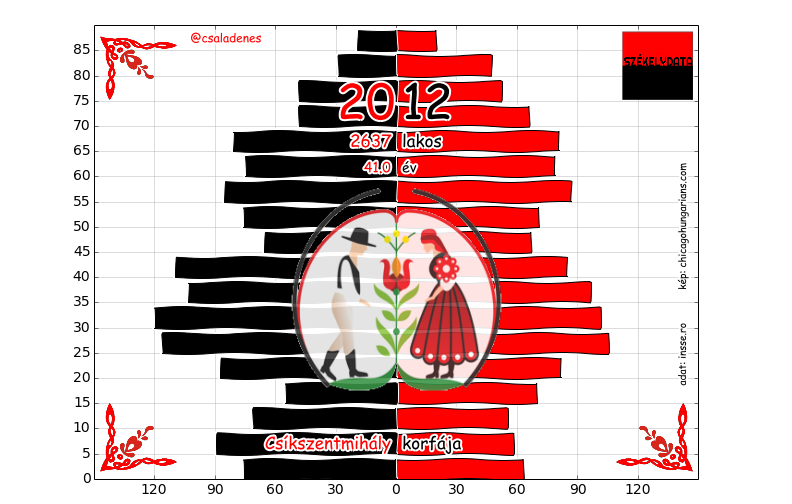 @csaladenes
SZÉKELYDATA
2012
2637 lakos
41,0 év
kép: chicagohungarians.com
adat: insse.ro
Csíkszentmihály korfája
85
80
75
70
65
60
55
50
45
40
35
30
25
20
15
10
5
0
120 90 60 30 0 30 60 90 120